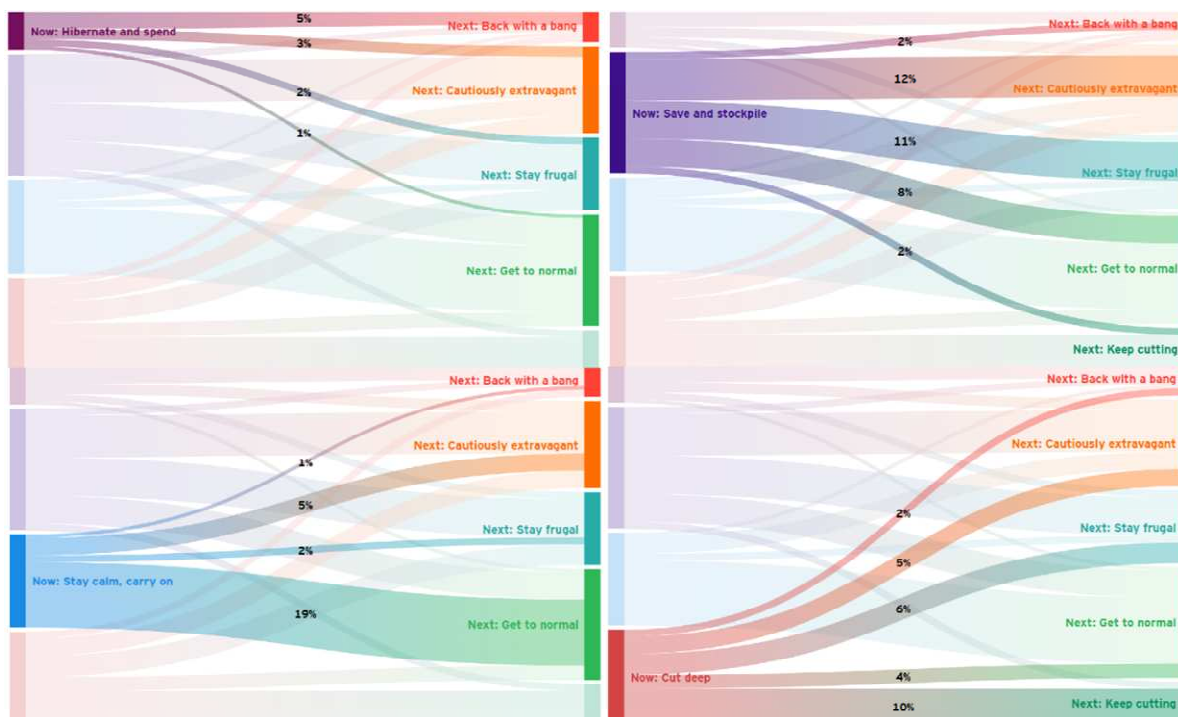 5%
Next: Back with a bang
Now: Hibernate and spend
3%
Next: Cautiously extravagant
2%
1%
Next: Stay frugal
Next: Get to normal
Next: Back with a bang
2%
12%
Next: Cautiously extravagant
Now: Save and stockpile
11%
Next: Stay frugal
8%
2%
Next: Get to normal
Next: Keep cutting
Next: Back with a bang
Next: Cautiously extravagant
1%
5%
Next: Stay frugal
2%
Now: Stay calm, carry on
19%
Next: Get to normal
Next: Back with a bang
Next: Cautiously extravagant
2%
Next: Stay frugal
5%
6%
Next: Get to normal
Now: Cut deep
4%
10%
Next: Keep cutting